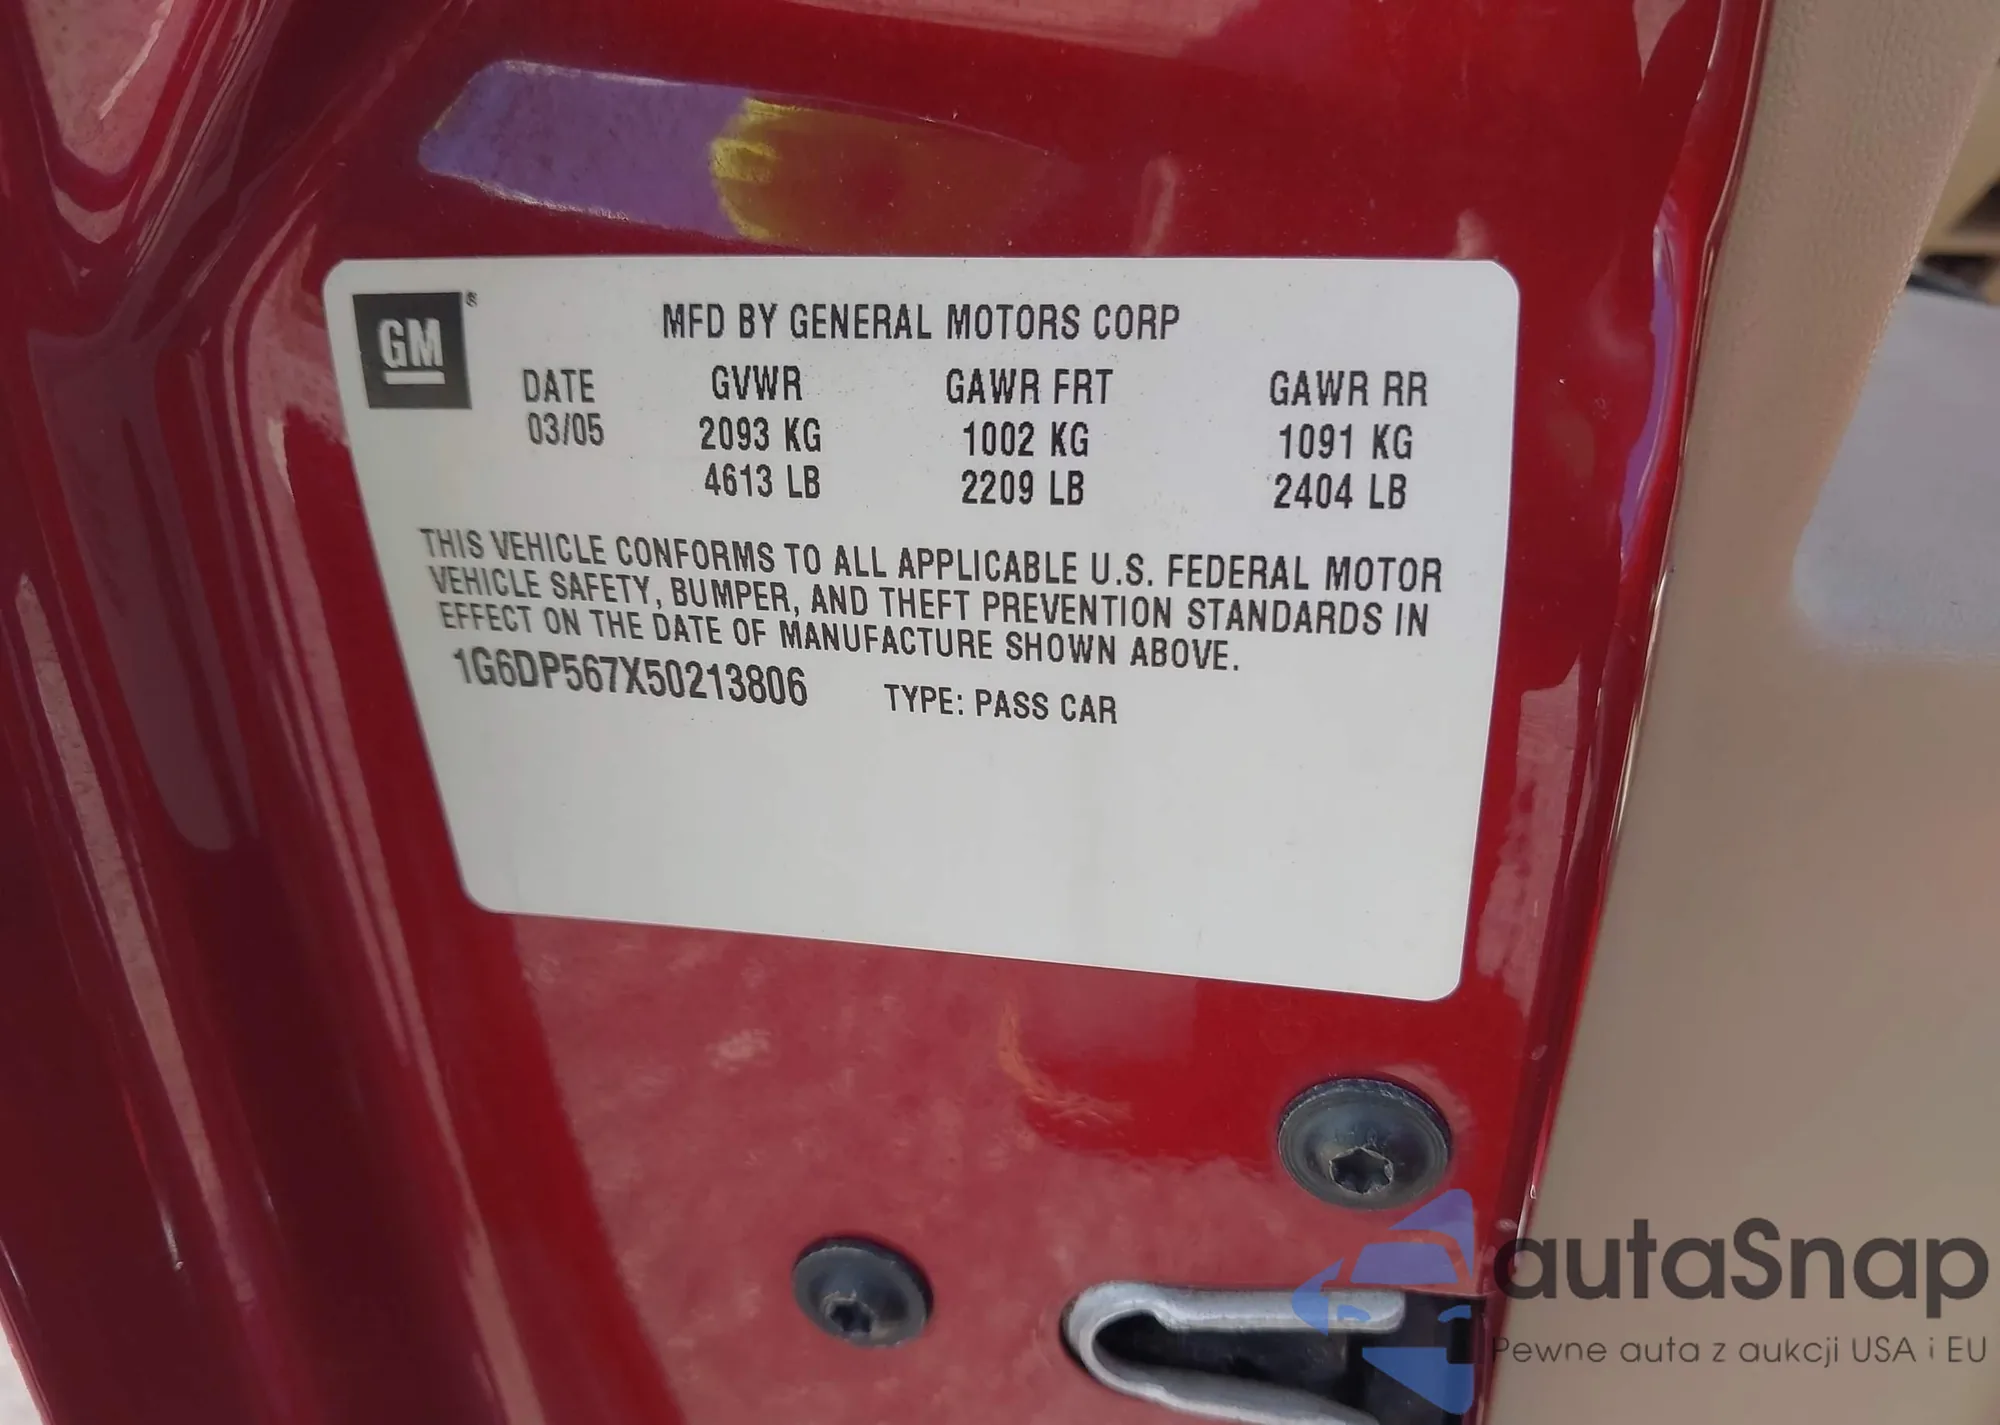 GM®
MFD BY GENERAL MOTORS CORP
DATE GVWR GAWR FRT GAWR RR
03/05 2093 KG 1002 KG 1091 KG
4613 LB 2209 LB 2404 LB
THIS VEHICLE CONFORMS TO ALL APPLICABLE U.S. FEDERAL MOTOR
VEHICLE SAFETY, BUMPER, AND THEFT PREVENTION STANDARDS IN
EFFECT ON THE DATE OF MANUFACTURE SHOWN ABOVE.
1G6DP567X50213806 TYPE: PASS CAR
autaSnap
Pewne auta z aukcji USA i EU